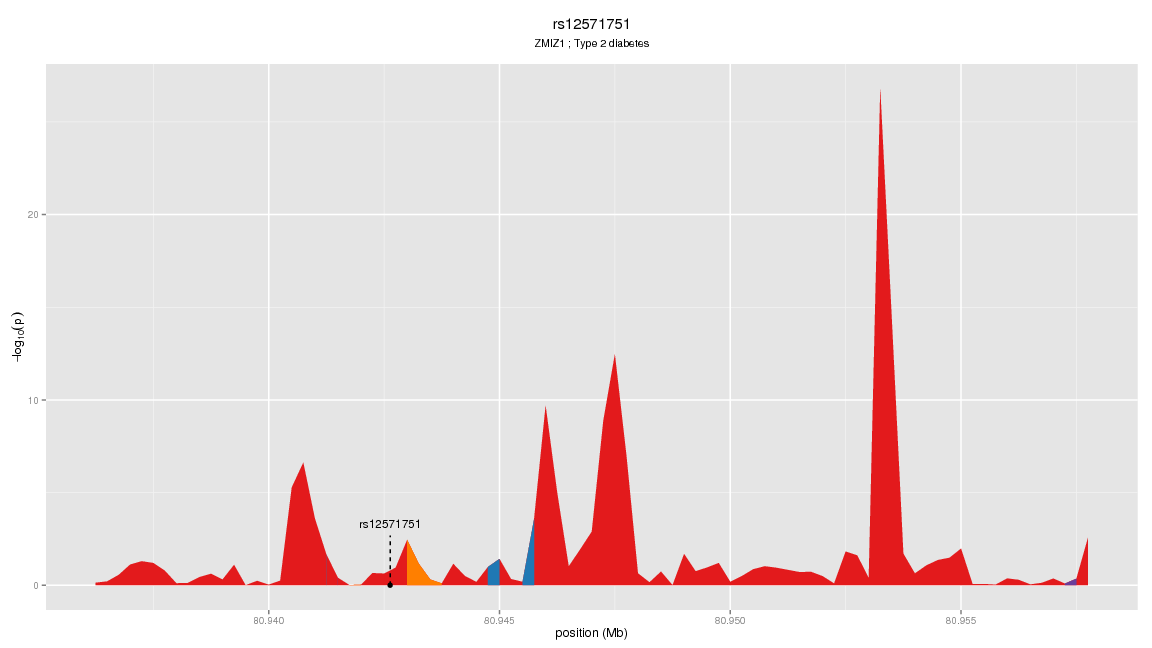 rs12571751
ZMIZ1 ; Type 2 diabetes
20
10
0
-log10(p)
rs12571751
80.940 80.945 80.950 80.955
position (Mb)